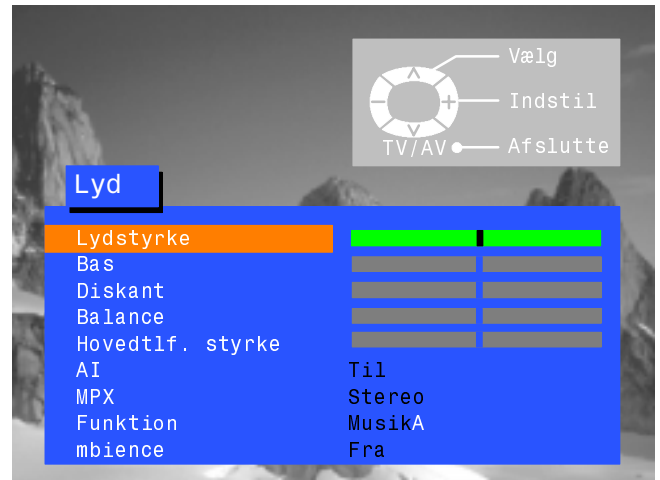 Vælg
Indstil
TV/AV Afslutte
Lyd
Lydstyrke
Bas
Diskant
Balance
Hovedtlf. styrke
AI Til
MPX Stereo
Funktion MusikA
mbience Fra